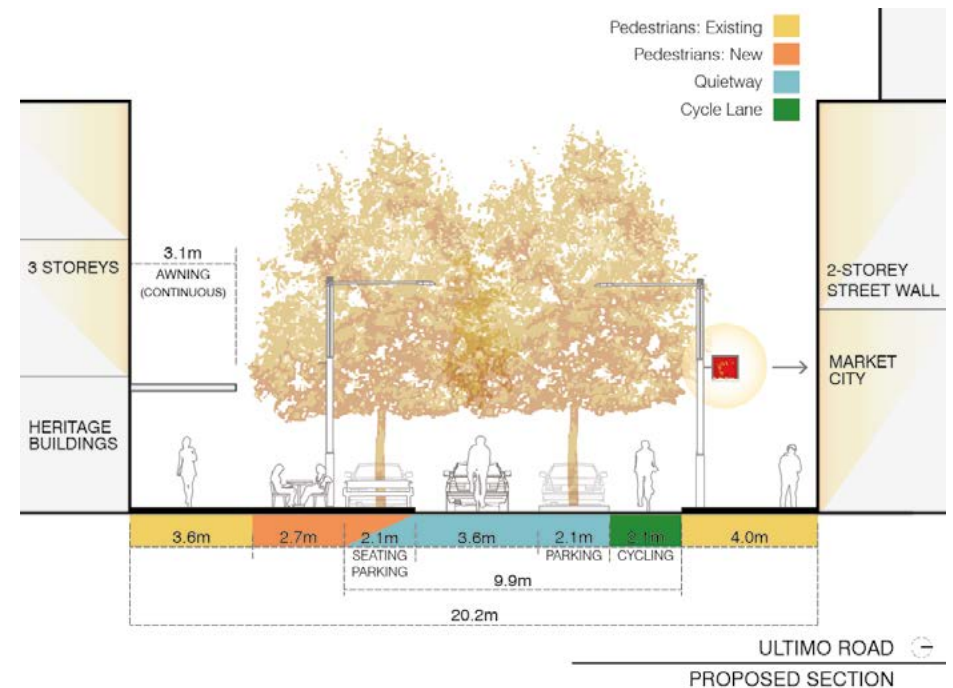 Pedestrians: Existing
Pedestrians: New
Quietway
Cycle Lane
3 STOREYS
3.1m
AWNING
(CONTINUOUS)
HERITAGE
BUILDINGS
2-STOREY
STREET WALL
MARKET
CITY
3.6m 2.7m 2.1m 3.6m 2.1m 2.1m 4.0m
SEATING
PARKING
PARKING
CYCLING
9.9m
20.2m
ULTIMO ROAD
PROPOSED SECTION